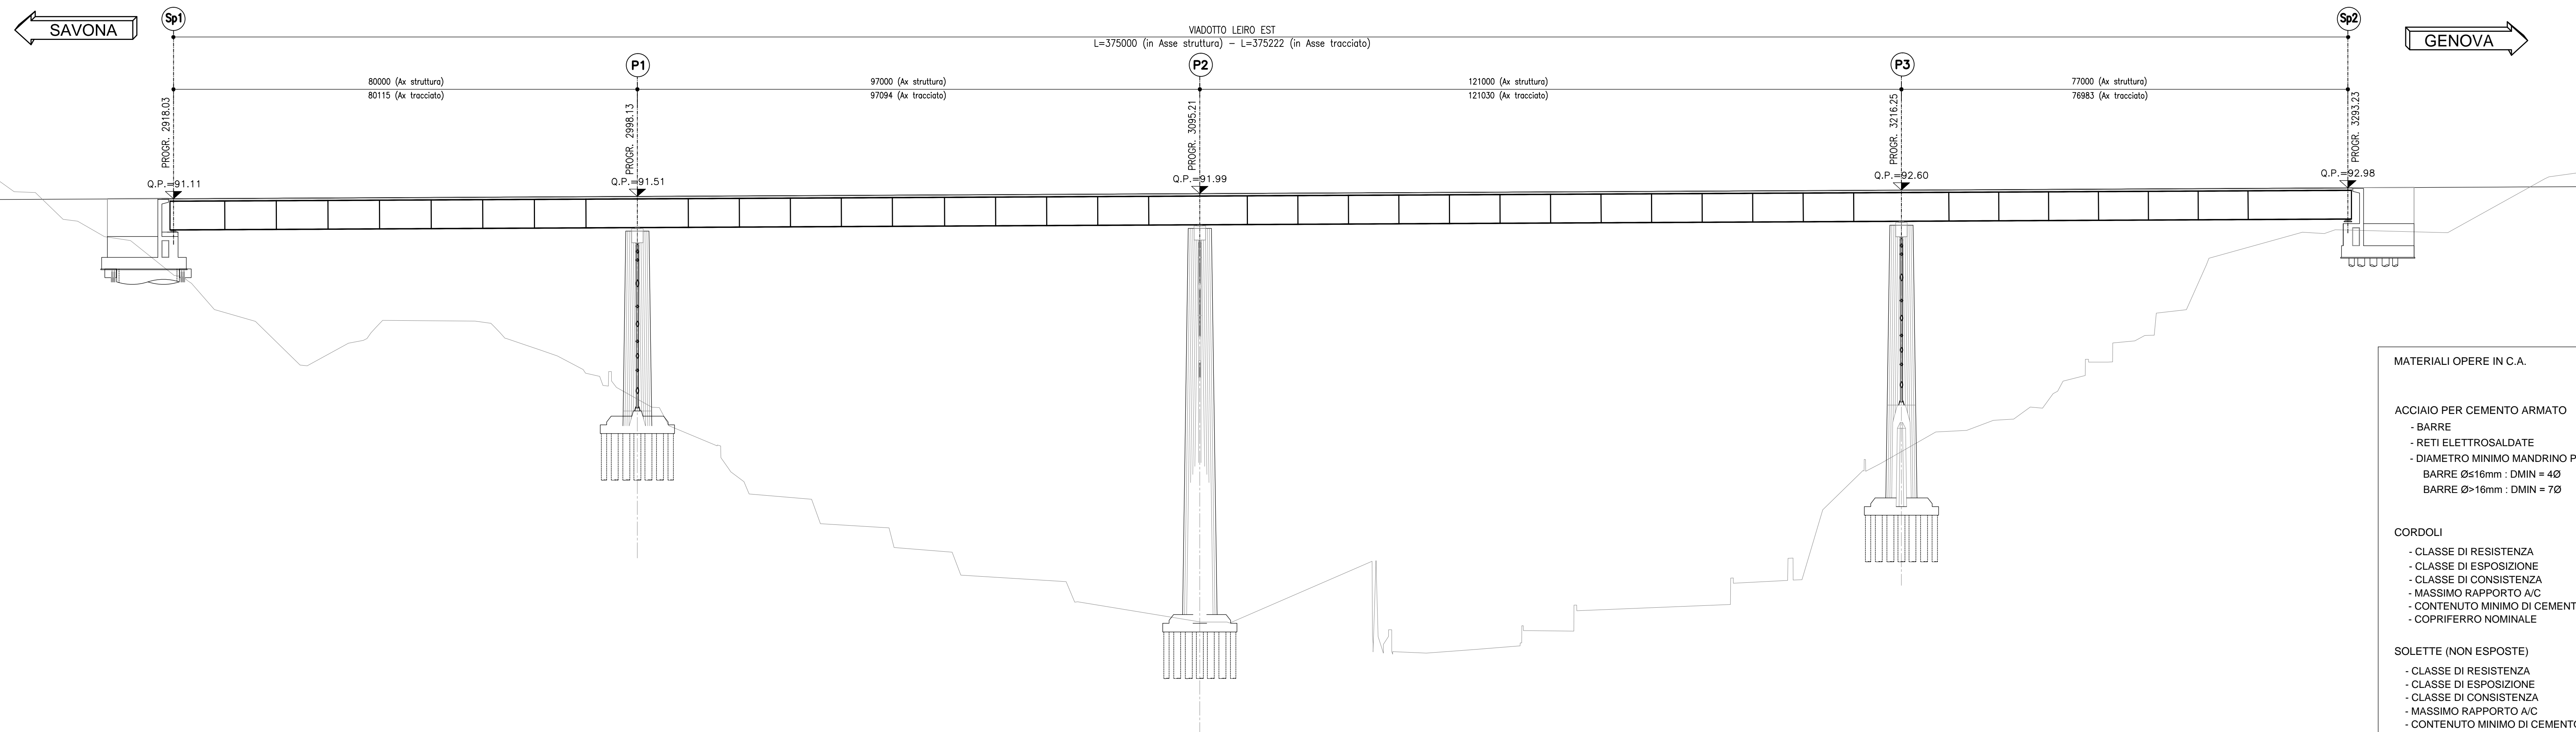 SAVONA
Sp1
Sp2
GENOVA
VIADOTTO LEIRO EST
L=375000 (in Asse struttura) - L=375222 (in Asse tracciato)
P1
P2
P3
80000 (Ax struttura)
80115 (Ax tracciato)
97000 (Ax struttura)
97094 (Ax tracciato)
121000 (Ax struttura)
121030 (Ax tracciato)
77000 (Ax struttura)
76983 (Ax tracciato)
PROGR. 2918.03
PROGR. 2998.13
PROGR. 3095.21
PROGR. 3216.25
PROGR. 3293.23
Q.P.=91.11
Q.P.=91.51
Q.P.=91.99
Q.P.=92.60
Q.P.=92.98
MATERIALI OPERE IN C.A.
ACCIAIO PER CEMENTO ARMATO
- BARRE
- RETI ELETTROSALDATE
- DIAMETRO MINIMO MANDRINO P
BARRE Ø≤16mm : DMIN = 4Ø
BARRE Ø>16mm : DMIN = 7Ø
CORDOLI
- CLASSE DI RESISTENZA
- CLASSE DI ESPOSIZIONE
- CLASSE DI CONSISTENZA
- MASSIMO RAPPORTO A/C
- CONTENUTO MINIMO DI CEMENT
- COPRIFERRO NOMINALE
SOLETTE (NON ESPOSTE)
- CLASSE DI RESISTENZA
- CLASSE DI ESPOSIZIONE
- CLASSE DI CONSISTENZA
- MASSIMO RAPPORTO A/C
- CONTENUTO MINIMO DI CEMENTO